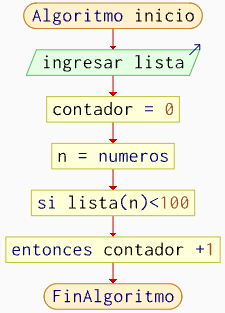 Algoritmo inicio
ingresar lista
contador = 0
n = numeros
si lista(n)<100
entonces contador +1
FinAlgoritmo